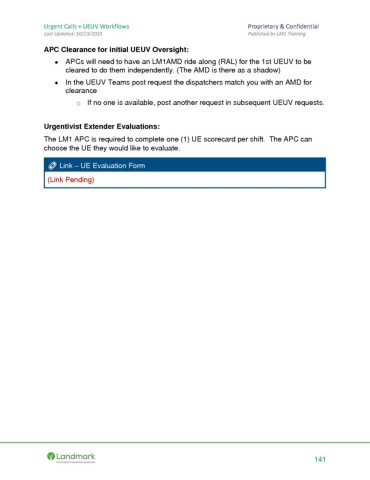 Urgent Calls + UEUV Workflows Proprietary & Confidential
Last Updated: 10/13/2023 Published by LM1 Training
APC Clearance for initial UEUV Oversight:
• APCs will need to have an LM1AMD ride along (RAL) for the 1st UEUV to be
cleared to do them independently. (The AMD is there as a shadow)
• In the UEUV Teams post request the dispatchers match you with an AMD for
clearance
o If no one is available, post another request in subsequent UEUV requests.
Urgentivist Extender Evaluations:
The LM1 APC is required to complete one (1) UE scorecard per shift. The APC can
choose the UE they would like to evaluate.
Link – UE Evaluation Form
(Link Pending)
Landmark
141